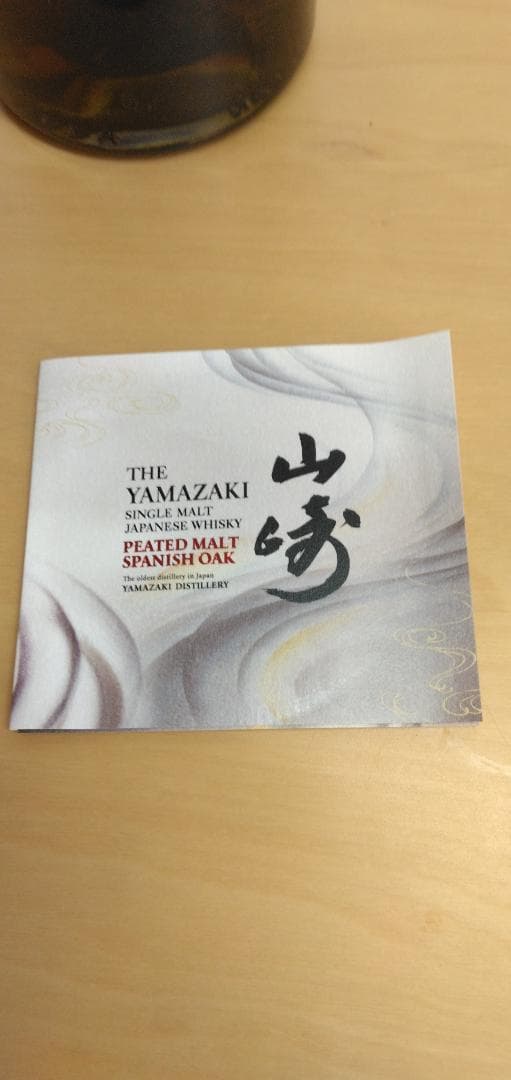 THE
YAMAZAKI
SINGLE MALT
JAPANESE WHISKY
PEATED MALT
SPANISH OAK
The oldest distillery in Japan
YAMAZAKI DISTILLERY
山崎